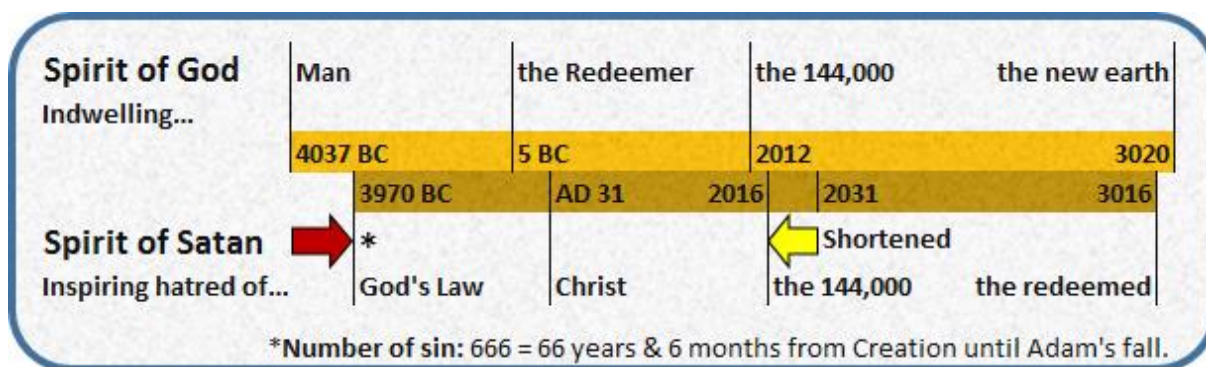 Spirit of God Man the Redeemer the 144,000 the new earth
Indwelling...
4037 BC 5 BC 2012 3020
3970 BC AD 31 2016 2031 3016
Spirit of Satan * Shortened
Inspiring hatred of... God's Law Christ the 144,000 the redeemed
*Number of sin: 666 = 66 years & 6 months from Creation until Adam's fall.